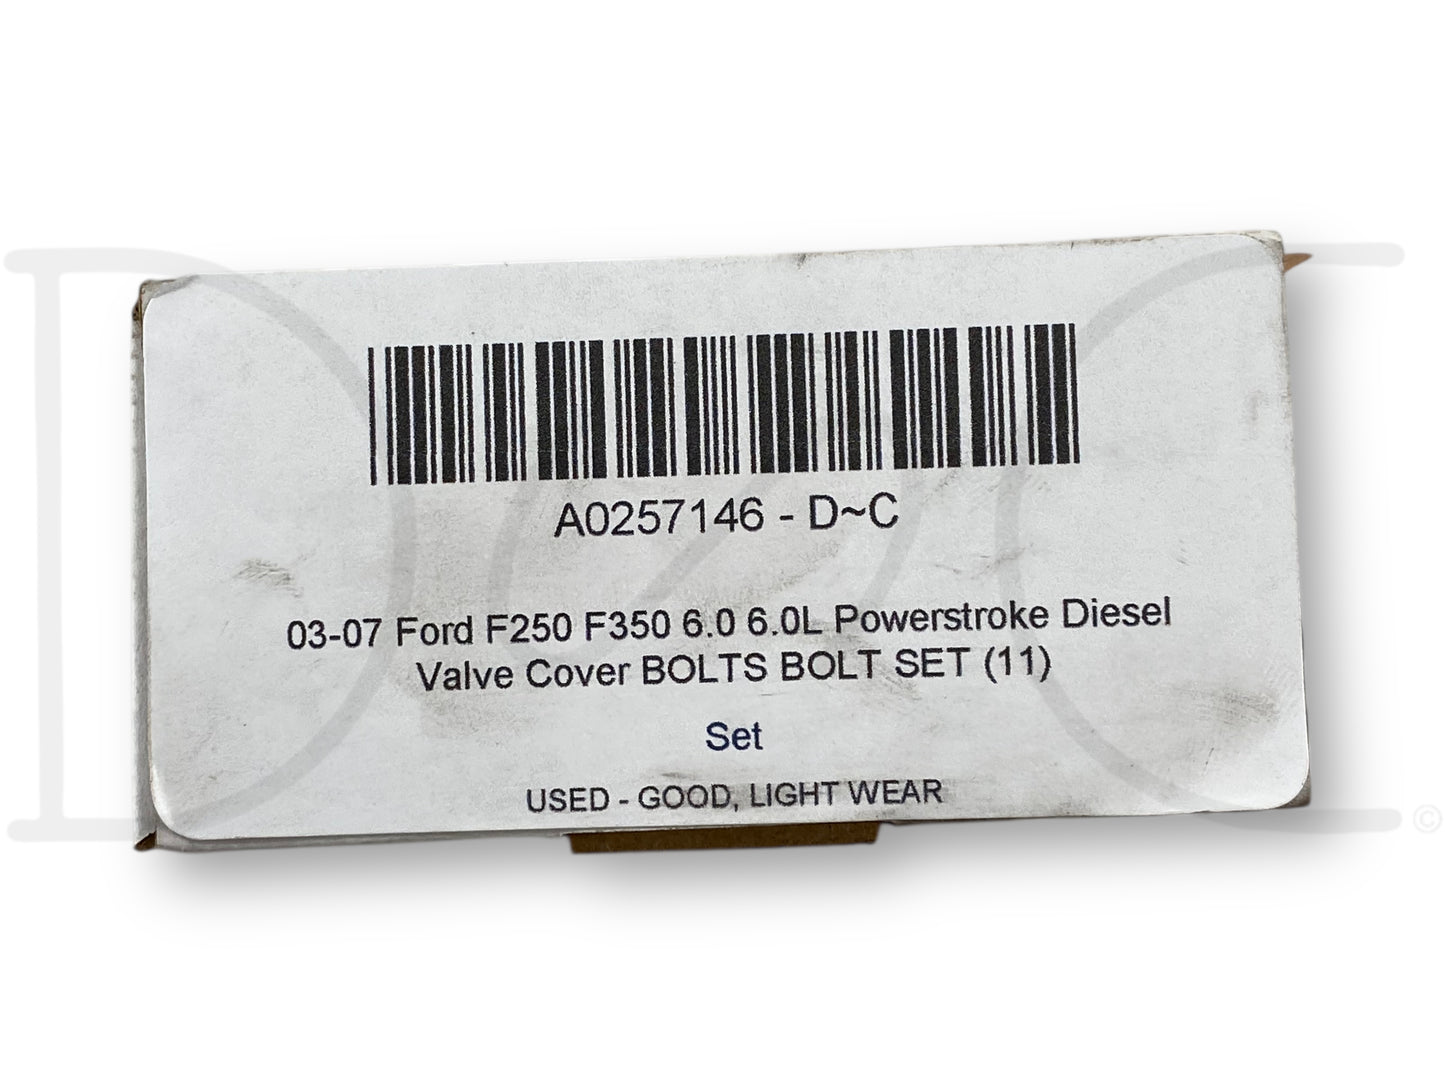 A0257146 - D~C
03-07 Ford F250 F350 6.0 6.0L Powerstroke Diesel
Valve Cover BOLTS BOLT SET (11)
Set
USED - GOOD, LIGHT WEAR
©